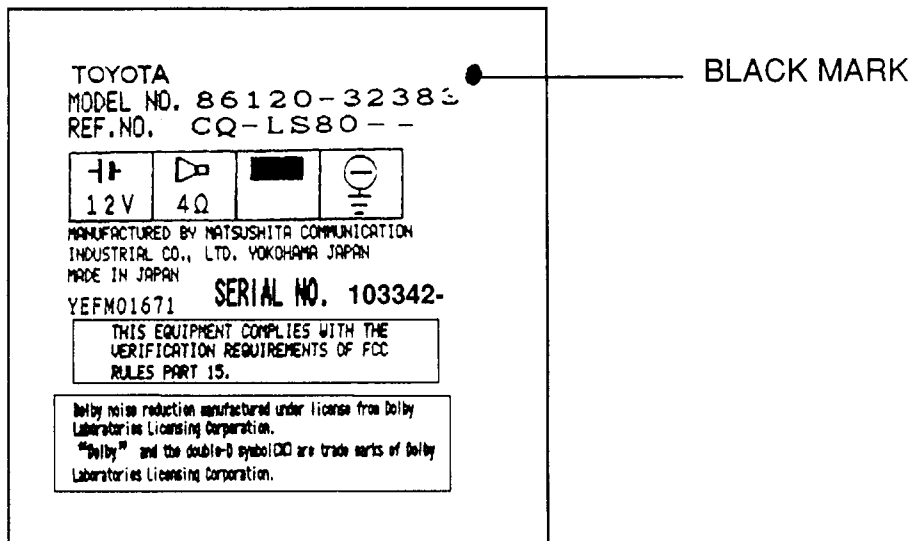 TOYOTA
BLACK MARK
MODEL NO. 86120-32383
REF.NO. CQ-LS80--
12V 4Ω
MANUFACTURED BY MATSUSHITA COMMUNICATION
INDUSTRIAL CO., LTD. YOKOHAMA JAPAN
MADE IN JAPAN
YEFM01671 SERIAL NO. 103342-
THIS EQUIPMENT COMPLIES WITH THE
VERIFICATION REQUIREMENTS OF FCC
RULES PART 15.
Dolby noise reduction manufactured under license from Dolby
Laboratories Licensing Corporation.
"Dolby" and the double-D symbol are trade marks of Dolby
Laboratories Licensing Corporation.